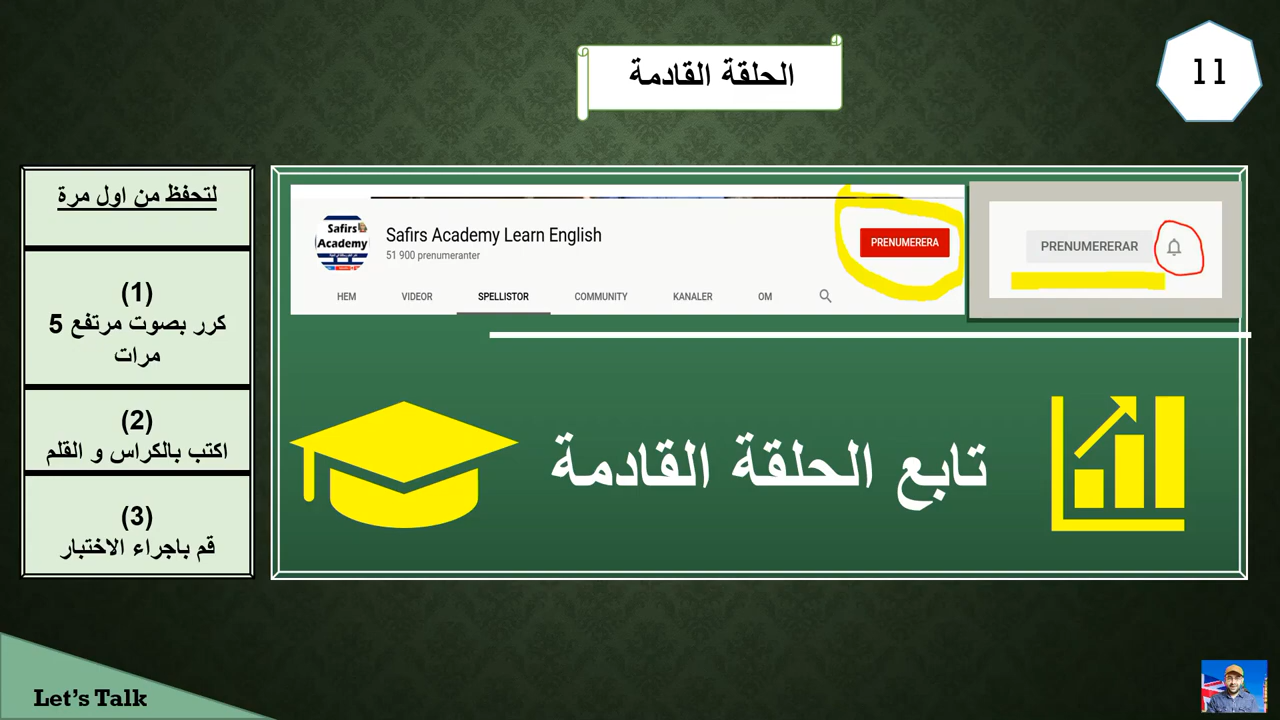 الحلقة القادمة
11
لتحفظ من اول مرة
(1)
كرر بصوت مرتفع 5
مرات
(2)
اكتب بالكراس و القلم
(3)
قم باجراء الاختبار
Safirs
Academy
Safirs Academy Learn English
51 900 prenumeranter
PRENUMERERA
HEM VIDEOR SPELLISTOR COMMUNITY KANALER OM
PRENUMERERAR
تابع الحلقة القادمة
Let's Talk